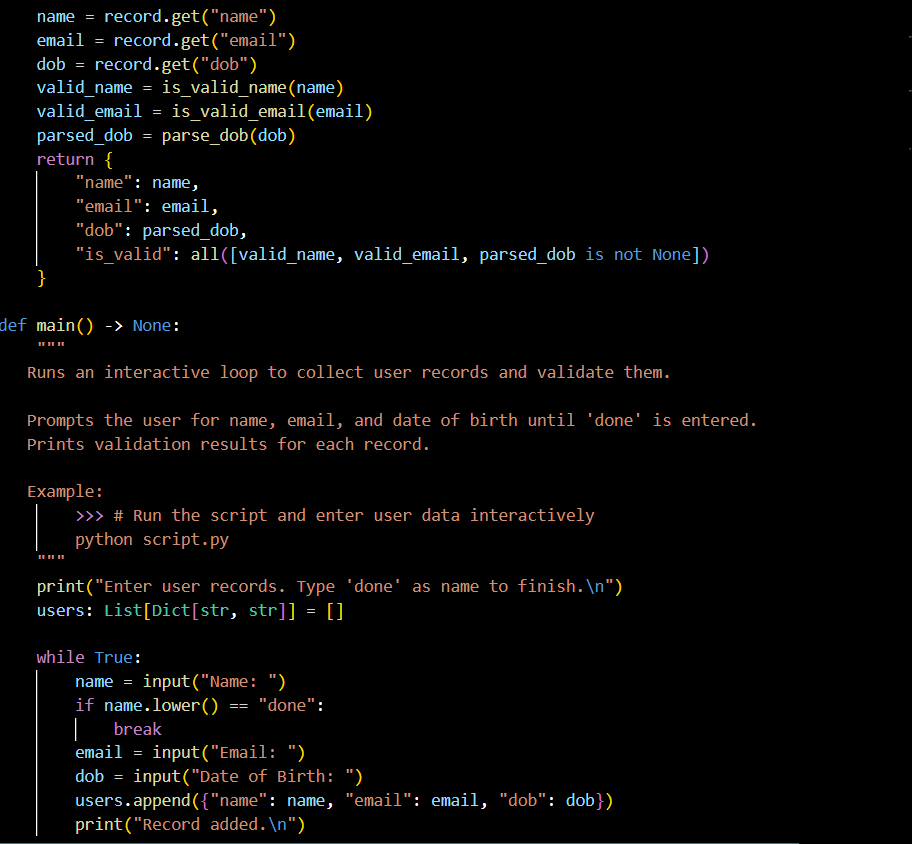 name = record.get("name")
    email = record.get("email")
    dob = record.get("dob")
    valid_name = is_valid_name(name)
    valid_email = is_valid_email(email)
    parsed_dob = parse_dob(dob)
    return {
        "name": name,
        "email": email,
        "dob": parsed_dob,
        "is_valid": all([valid_name, valid_email, parsed_dob is not None])
    }

def main() -> None:
    """
   Runs an interactive loop to collect user records and validate them.

   Prompts the user for name, email, and date of birth until 'done' is entered.
   Prints validation results for each record.

   Example:
        >>> # Run the script and enter user data interactively
        python script.py
    """
    print("Enter user records. Type 'done' as name to finish.\n")
    users: List[Dict[str, str]] = []

    while True:
        name = input("Name: ")
        if name.lower() == "done":
            break
        email = input("Email: ")
        dob = input("Date of Birth: ")
        users.append({"name": name, "email": email, "dob": dob})
        print("Record added.\n")